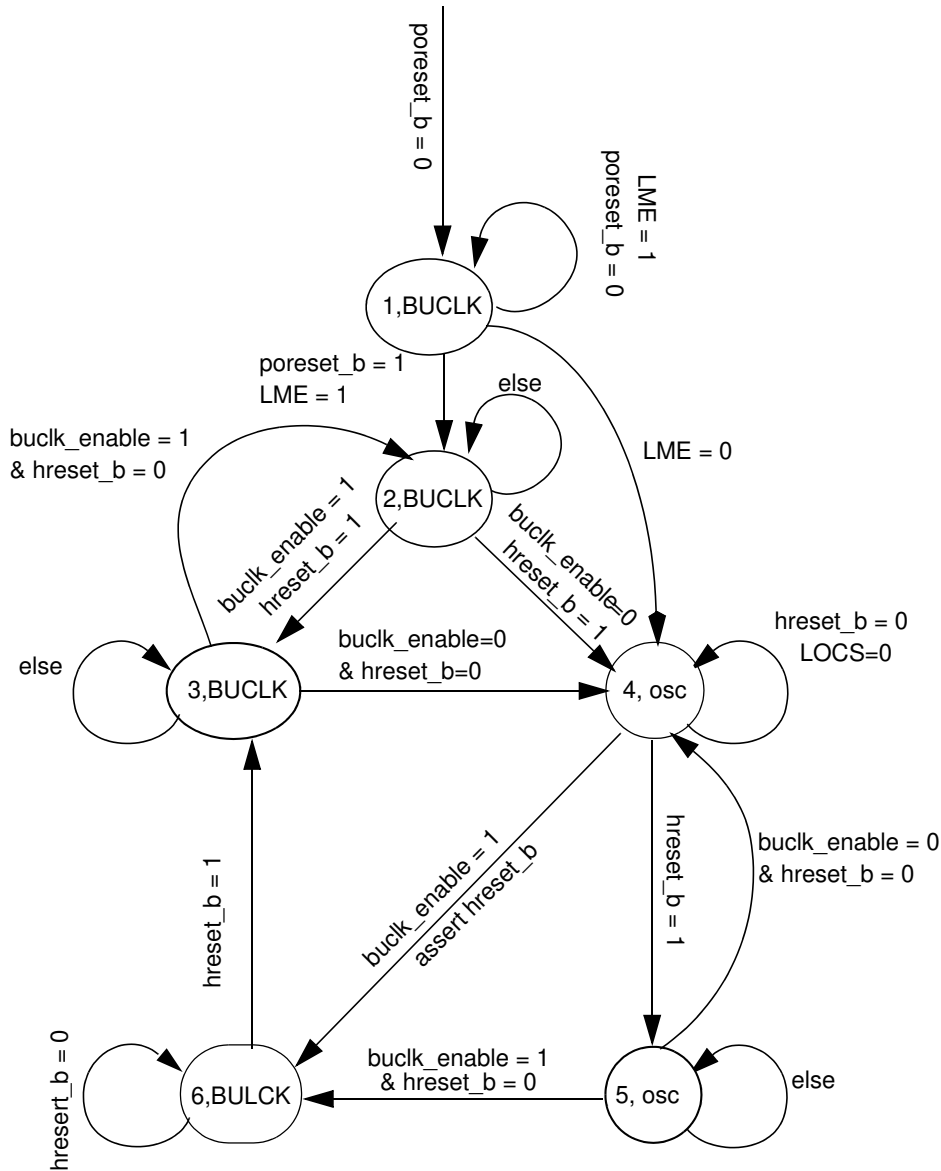 poreset_b = 0
LME = 1
poreset_b = 0
1,BUCLK
poreset_b = 1
LME = 1
else
buclk_enable = 1
& hreset_b = 0
LME = 0
2,BUCLK
buclk_enable = 1
hreset_b = 1
buclk_enable=0
hreset_b = 1
hreset_b = 0
LOCS=0
else
buclk_enable=0
& hreset_b=0
3,BUCLK
4, osc
hreset_b = 1
buclk_enable = 1
assert hreset_b
hreset_b = 1
buclk_enable = 0
& hreset_b = 0
hresert_b = 0
6,BULCK
buclk_enable = 1
& hreset_b = 0
5, osc
else